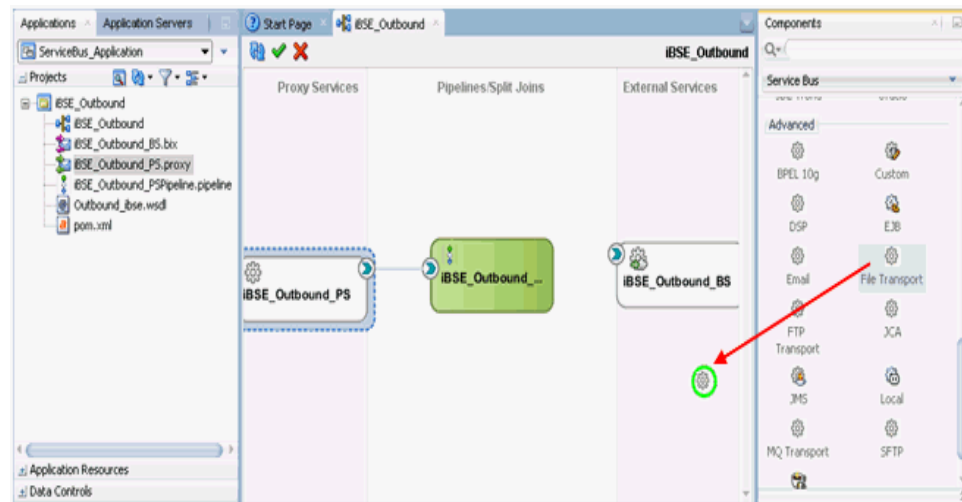 Applications
Application Servers
Start Page
iBSE_Outbound
Components
ServiceBus_Application
iBSE_Outbound
Projects
Proxy Services
Pipelines/Split Joins
External Services
Service Bus
iBSE_Outbound
iBSE_Outbound
iBSE_Outbound_BS.bix
iBSE_Outbound_PS.proxy
iBSE_Outbound_PSPipeline.pipeline
Outbound_ibse.wsdl
pom.xml
iBSE_Outbound_PS
iBSE_Outbound_...
iBSE_Outbound_BS
Advanced
BPEL 10g
Custom
DSP
EJB
Email
File Transport
FTP
Transport
JCA
JMS
Local
MQ Transport
SFTP
Application Resources
Data Controls